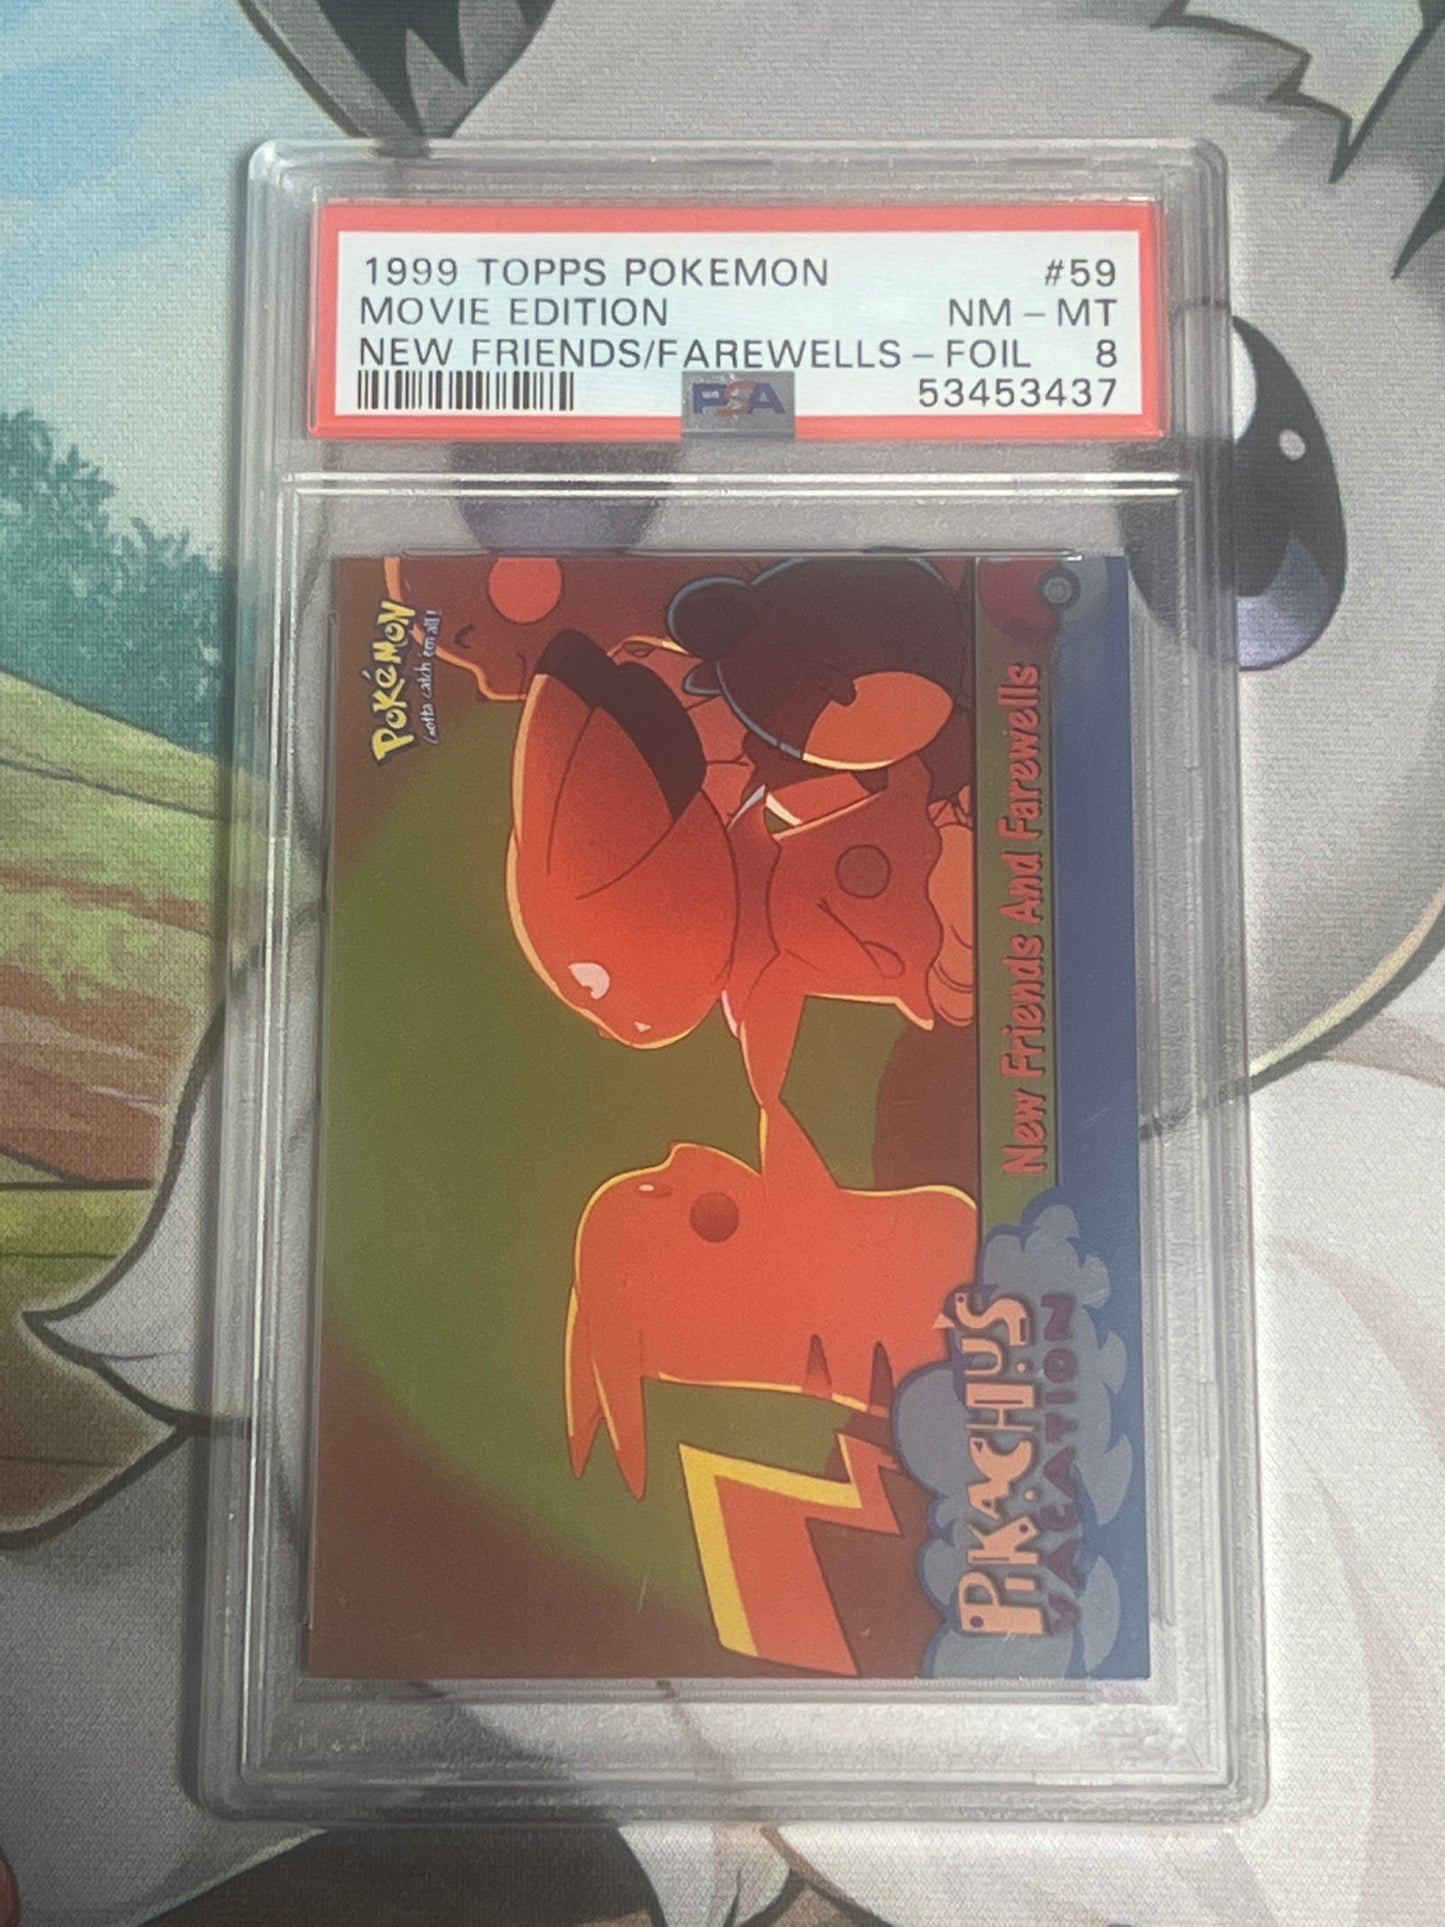 1999 TOPPS POKEMON #59
MOVIE EDITION NM - MT
NEW FRIENDS/FAREWELLS - FOIL 8
PSA 53453437
POKéMON
Gotta catch 'em all!
New Friends And Farewells
PIKACHU'S
VACATION